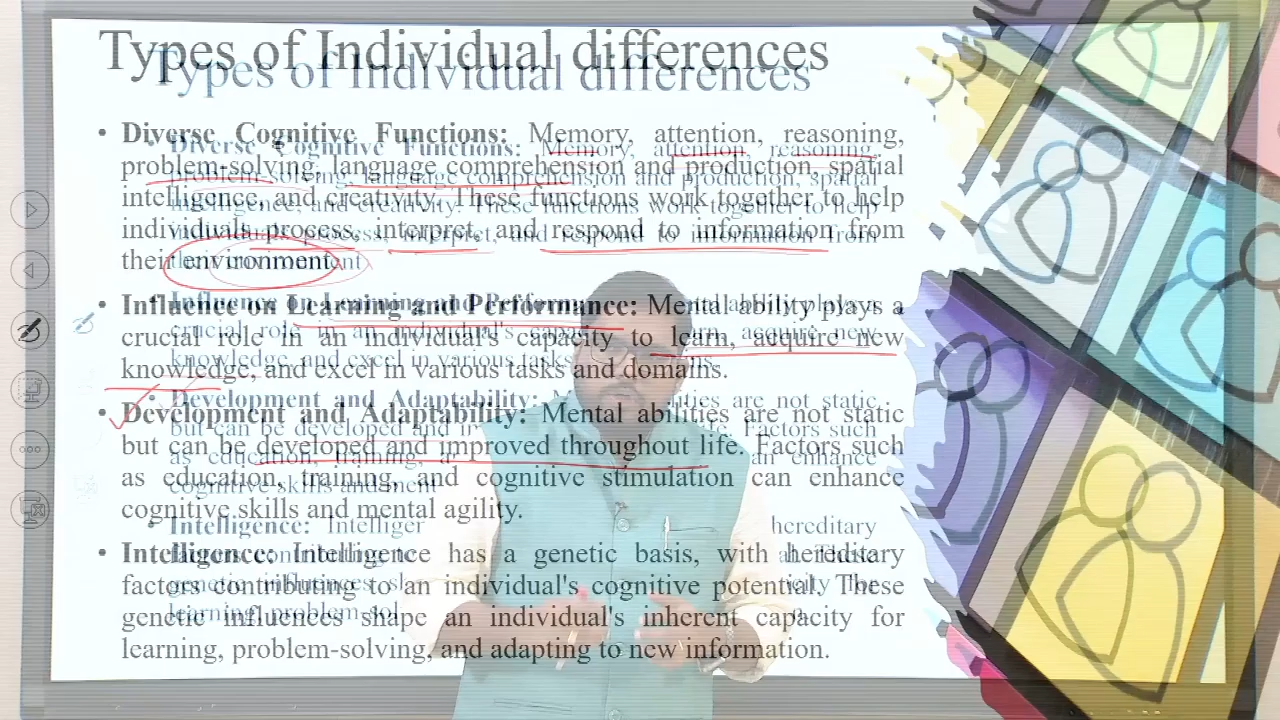 Types of Individual differences
• Diverse Cognitive Functions: Memory, attention, reasoning,
problem-solving, language comprehension and production, spatial
intelligence, and creativity. These functions work together to help
individuals process, interpret, and respond to information from
their environment.
• Influence on Learning and Performance: Mental ability plays a
crucial role in an individual's capacity to learn, acquire new
knowledge, and excel in various tasks and domains.
• Development and Adaptability: Mental abilities are not static
but can be developed and improved throughout life. Factors such
as education, training, and cognitive stimulation can enhance
cognitive skills and mental agility.
• Intelligence: Intelligence has a genetic basis, with hereditary
factors contributing to an individual's cognitive potential. These
genetic influences shape an individual's inherent capacity for
learning, problem-solving, and adapting to new information.